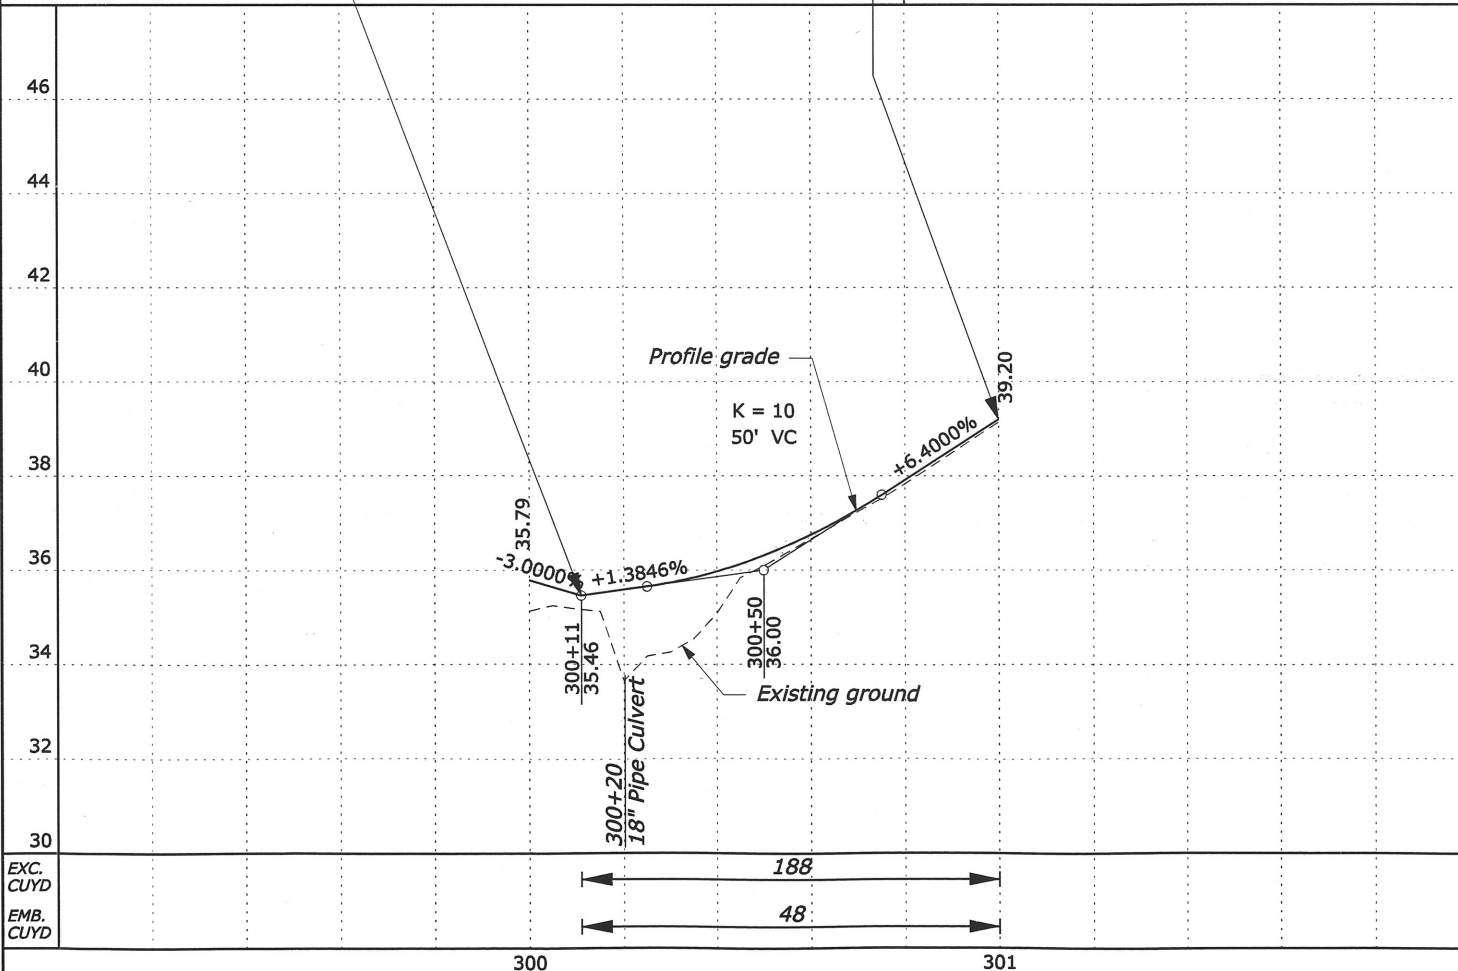 46
44
42
40
38
36
34
32
30
Profile grade
K = 10
50' VC
39.20
+6.4000%
35.79
-3.0000%
+1.3846%
300+11
35.46
300+50
36.00
Existing ground
300+20
18" Pipe Culvert
EXC.
CUYD
188
EMB.
CUYD
48
300
301